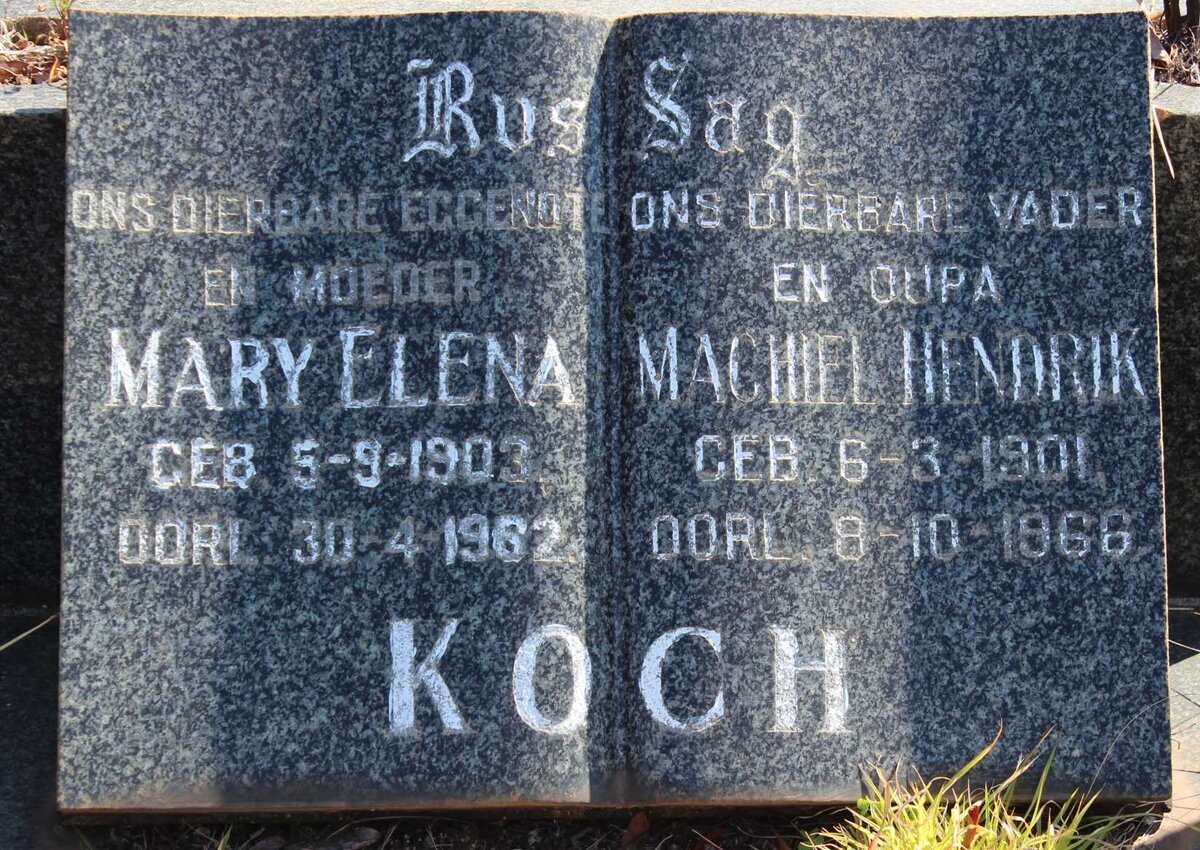 Rus Sag
ONS DIERBARE EGGENOTE
EN MOEDER
MARY ELENA
GEB. 5-9-1903.
OORL. 30-4-1962.
ONS DIERBARE VADER
EN OUPA
MACHIEL HENDRIK
GEB. 6-3-1901,
OORL. 8-10-1866.
KOCH